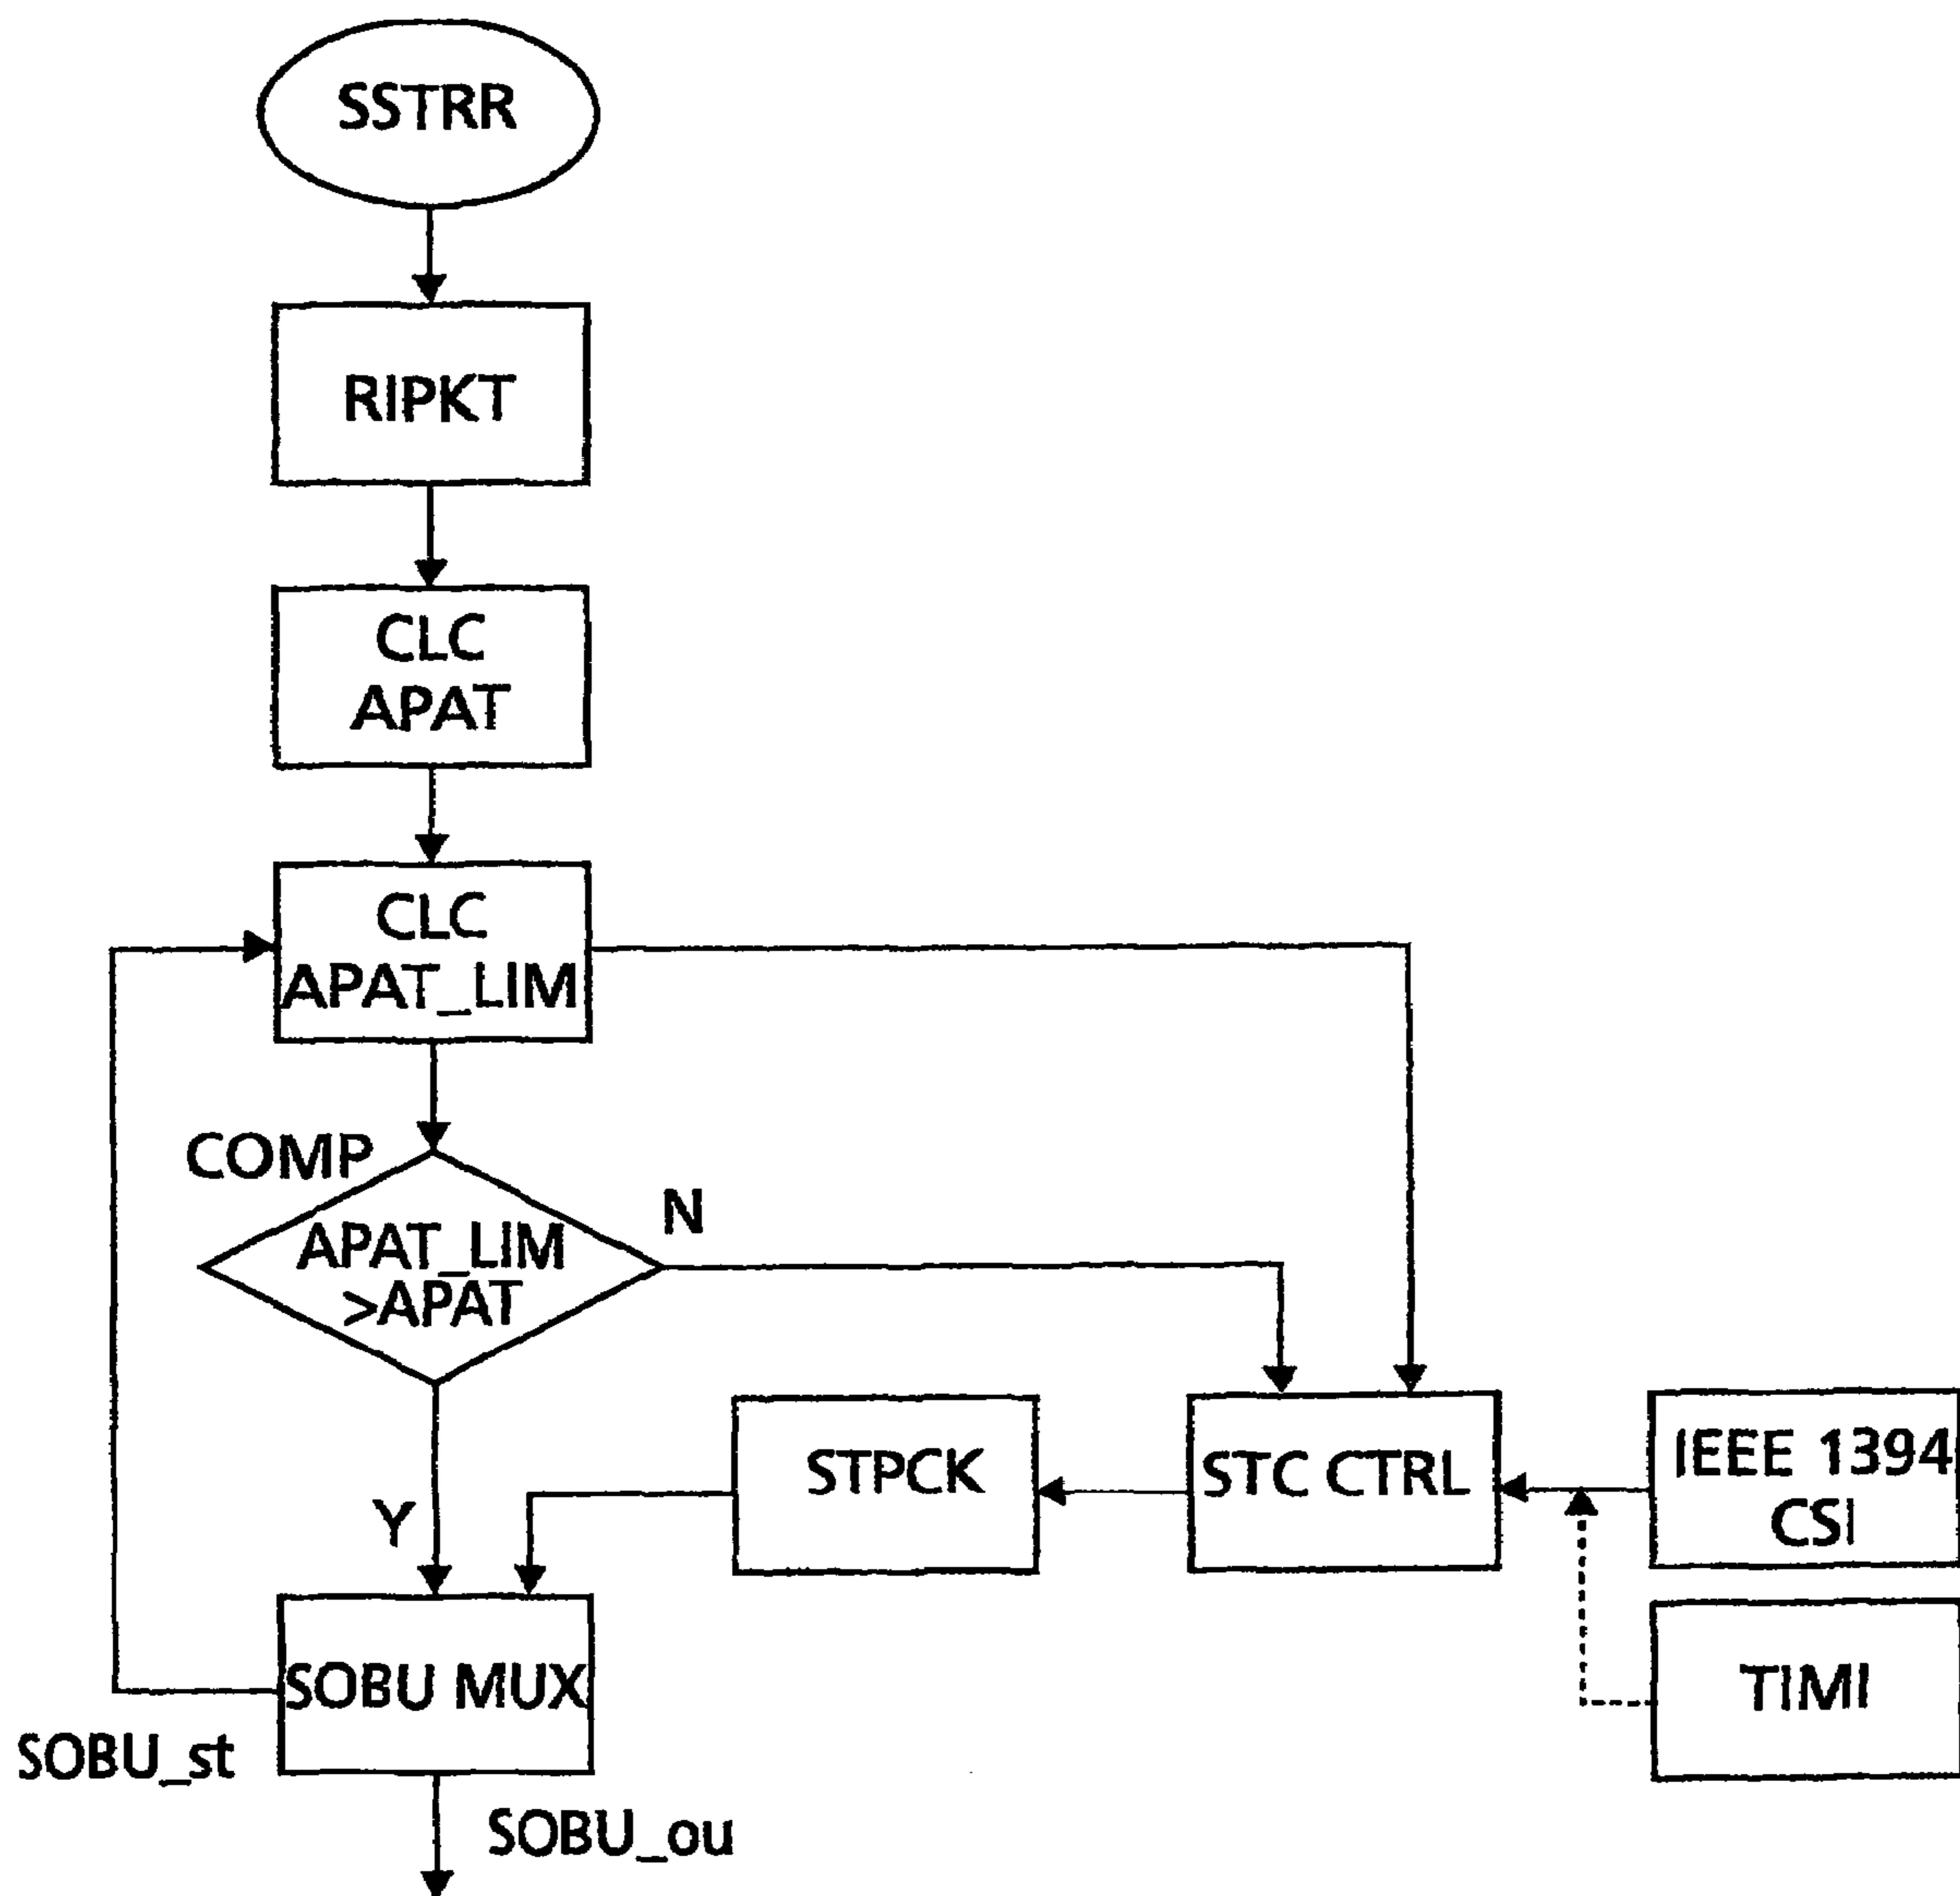 SSTRR
RIPKT
CLC
APAT
CLC
APAT_LIM
COMP
APAT_LIM
>APAT
N
Y
STPCK
STC CTRL
IEEE 1394
CSI
SOBU MUX
TIMI
SOBU_st
SOBU_ou